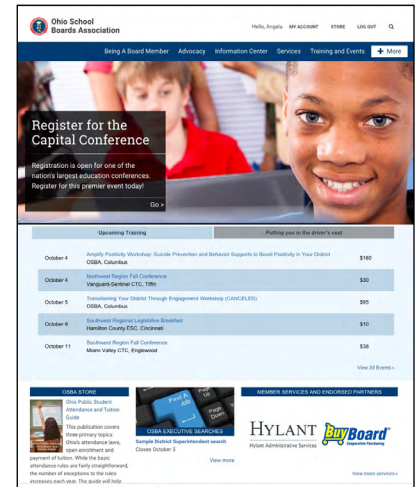 Ohio School
Boards Association
Hello, Angela MY ACCOUNT STORE LOG OUT
Being A Board Member Advocacy Information Center Services Training and Events + More
Register for the
Capital Conference
Registration is open for one of the
nation's largest education conferences.
Register for this premier event today!
Go >
Upcoming Training Putting you in the driver's seat
October 4 Amplify Positivity Workshop: Suicide Prevention and Behavior Supports to Boost Positivity in Your District $160
OSBA, Columbus
October 4 Northwest Region Fall Conference $30
Vanguard-Sentinel CTC, Tiffin
October 5 Transitioning Your District Through Engagement Workshop (CANCELED) $95
OSBA, Columbus
October 9 Southwest Regional Legislative Breakfast $10
Hamilton County ESC, Cincinnati
October 11 Southwest Region Fall Conference $38
Miami Valley CTC, Englewood
View All Events »
OSBA STORE
Ohio Public Student
Attendance and Tuition
Guide
This publication covers
three primary topics:
Ohio's attendance laws,
open enrollment and
payment of tuition. While the basic
attendance rules are fairly straightforward,
the number of exceptions to the rules
increases each year. The guide will help
Find A
Job
Page
Up
Page
Down
OSBA EXECUTIVE SEARCHES
Sample District Superintendent search
Closes October 5
View more
MEMBER SERVICES AND ENDORSED PARTNERS
HYLANT
Hylant Administrative Services
BuyBoard®
Cooperative Purchasing
View more services »